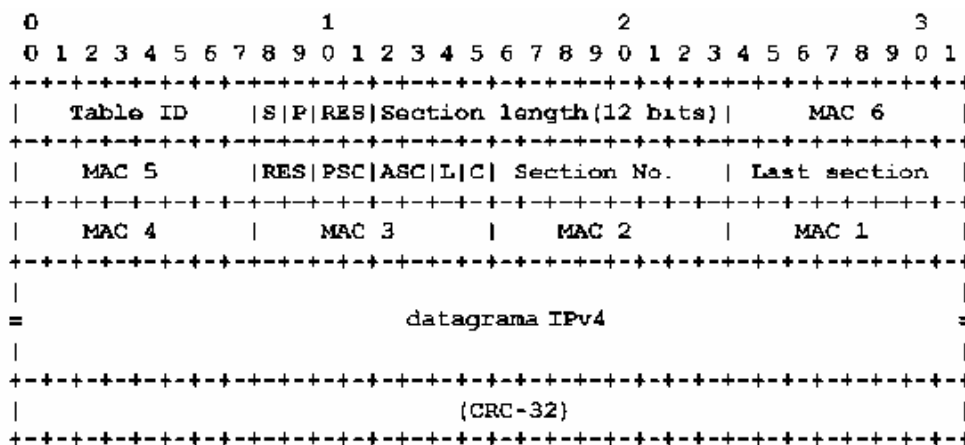 0 1 2 3
0 1 2 3 4 5 6 7 8 9 0 1 2 3 4 5 6 7 8 9 0 1 2 3 4 5 6 7 8 9 0 1
+-+-+-+-+-+-+-+-+-+-+-+-+-+-+-+-+-+-+-+-+-+-+-+-+-+-+-+-+-+-+-+-+
| Table ID |S|P|RES|Section length(12 bits)| MAC 6 |
+-+-+-+-+-+-+-+-+-+-+-+-+-+-+-+-+-+-+-+-+-+-+-+-+-+-+-+-+-+-+-+-+
| MAC 5 |RES|PSC|ASC|L|C| Section No. | Last section |
+-+-+-+-+-+-+-+-+-+-+-+-+-+-+-+-+-+-+-+-+-+-+-+-+-+-+-+-+-+-+-+-+
| MAC 4 | MAC 3 | MAC 2 | MAC 1 |
+-+-+-+-+-+-+-+-+-+-+-+-+-+-+-+-+-+-+-+-+-+-+-+-+-+-+-+-+-+-+-+-+
| |
= datagrama IPv4 =
| |
+-+-+-+-+-+-+-+-+-+-+-+-+-+-+-+-+-+-+-+-+-+-+-+-+-+-+-+-+-+-+-+-+
| (CRC-32) |
+-+-+-+-+-+-+-+-+-+-+-+-+-+-+-+-+-+-+-+-+-+-+-+-+-+-+-+-+-+-+-+-+